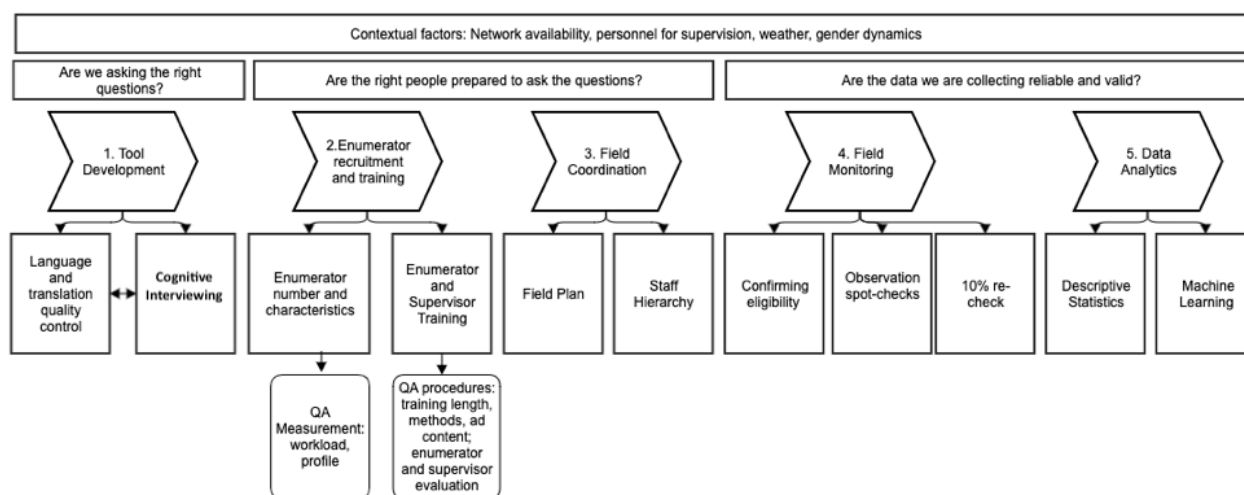 Contextual factors: Network availability, personnel for supervision, weather, gender dynamics
Are we asking the right
questions?
Are the right people prepared to ask the questions?
Are the data we are collecting reliable and valid?
1. Tool
Development
2.Enumerator
recruitment
and training
3. Field
Coordination
4. Field
Monitoring
5. Data
Analytics
Language
and
translation
quality
control
Cognitive
Interviewing
Enumerator
number and
characteristics
Enumerator
and
Supervisor
Training
Field Plan
Staff
Hierarchy
Confirming
eligibility
Observation
spot-checks
10% re-
check
Descriptive
Statistics
Machine
Learning
QA
Measurement:
workload,
profile
QA procedures:
training length,
methods, ad
content;
enumerator
and supervisor
evaluation